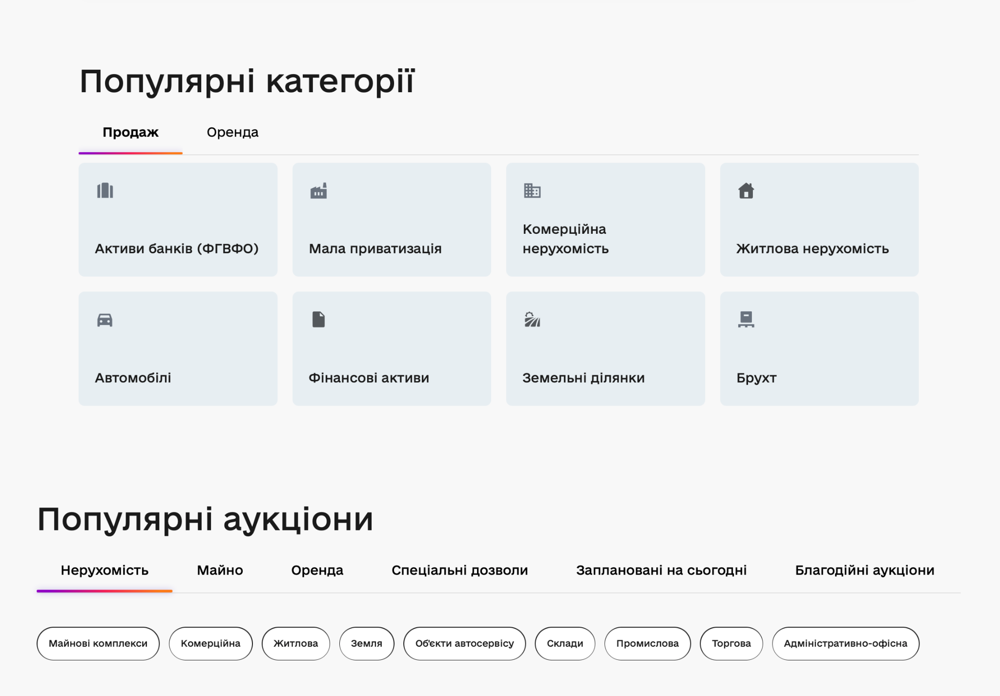 Популярні категорії
Продаж
Оренда
Активи банків (ФГВФО)
Мала приватизація
Комерційна
нерухомість
Житлова нерухомість
Автомобілі
Фінансові активи
Земельні ділянки
Брухт
Популярні аукціони
Нерухомість
Майно
Оренда
Спеціальні дозволи
Заплановані на сьогодні
Благодійні аукціони
Майнові комплекси
Комерційна
Житлова
Земля
Об'єкти автосервісу
Склади
Промислова
Торгова
Адміністративно-офісна